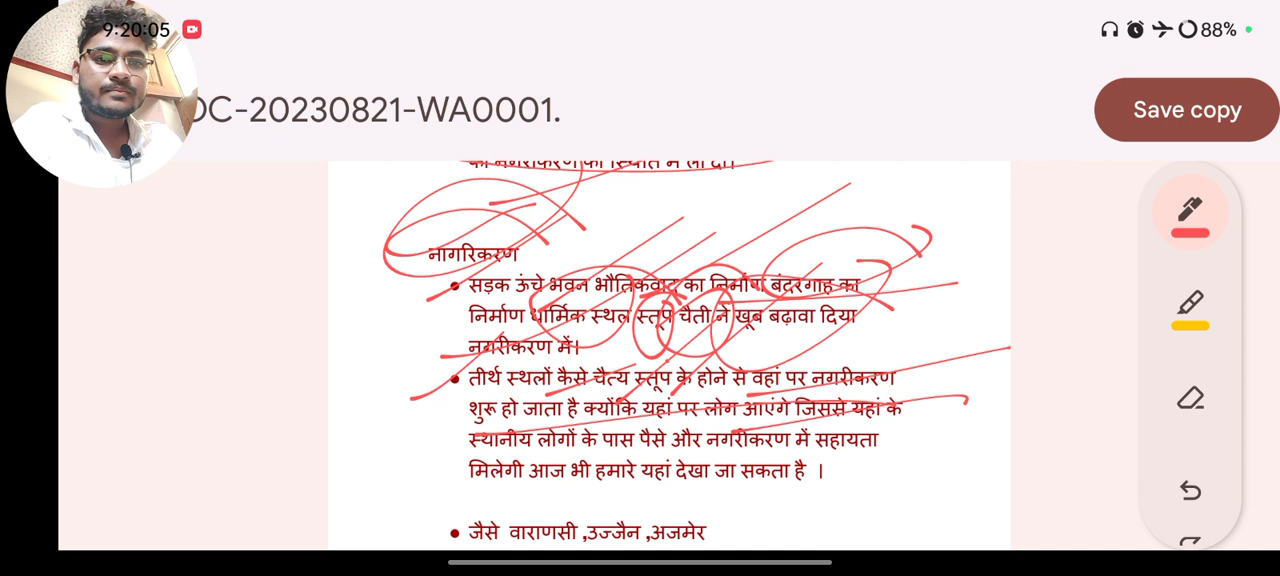 9:20:05
88%
OC-20230821-WA0001.
Save copy
नागरिकरण
• सड़क ऊंचे भवन भौतिकवाद का निर्माण बंदरगाह का
निर्माण धार्मिक स्थल स्तूप चैती ने खूब बढ़ावा दिया
नगरीकरण में।
• तीर्थ स्थलों कैसे चैत्य स्तूप के होने से वहां पर नगरीकरण
शुरू हो जाता है क्योंकि यहां पर लोग आएंगे जिससे यहां के
स्थानीय लोगों के पास पैसे और नगरीकरण में सहायता
मिलेगी आज भी हमारे यहां देखा जा सकता है ।
• जैसे वाराणसी ,उज्जैन ,अजमेर